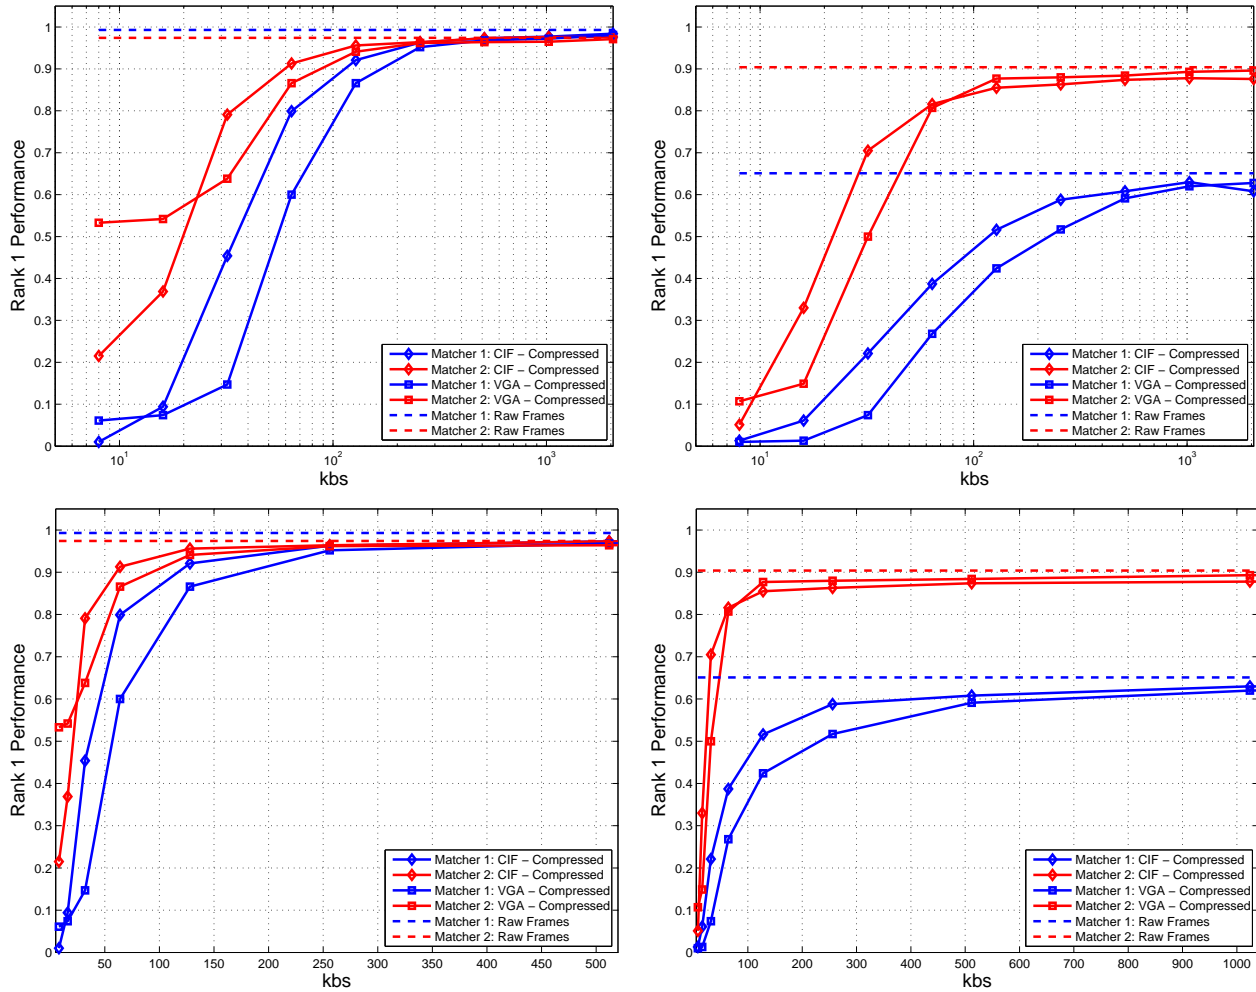 1
0.9
0.8
0.7
0.6
0.5
0.4
0.3
0.2
0.1
0
Rank 1 Performance
10^1
10^2
10^3
kbs
Matcher 1: CIF – Compressed
Matcher 2: CIF – Compressed
Matcher 1: VGA – Compressed
Matcher 2: VGA – Compressed
Matcher 1: Raw Frames
Matcher 2: Raw Frames
1
0.9
0.8
0.7
0.6
0.5
0.4
0.3
0.2
0.1
0
Rank 1 Performance
10^1
10^2
10^3
kbs
Matcher 1: CIF – Compressed
Matcher 2: CIF – Compressed
Matcher 1: VGA – Compressed
Matcher 2: VGA – Compressed
Matcher 1: Raw Frames
Matcher 2: Raw Frames
1
0.9
0.8
0.7
0.6
0.5
0.4
0.3
0.2
0.1
0
Rank 1 Performance
50 100 150 200 250 300 350 400 450 500
kbs
Matcher 1: CIF – Compressed
Matcher 2: CIF – Compressed
Matcher 1: VGA – Compressed
Matcher 2: VGA – Compressed
Matcher 1: Raw Frames
Matcher 2: Raw Frames
1
0.9
0.8
0.7
0.6
0.5
0.4
0.3
0.2
0.1
0
Rank 1 Performance
100 200 300 400 500 600 700 800 900 1000
kbs
Matcher 1: CIF – Compressed
Matcher 2: CIF – Compressed
Matcher 1: VGA – Compressed
Matcher 2: VGA – Compressed
Matcher 1: Raw Frames
Matcher 2: Raw Frames